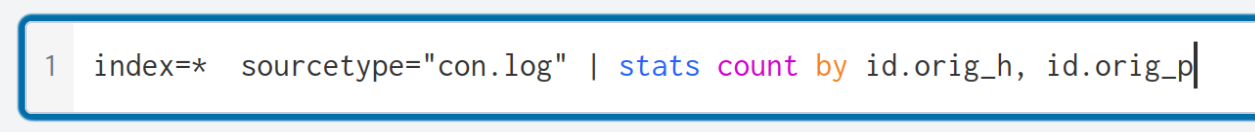 1 index=*  sourcetype="con.log" | stats count by id.orig_h, id.orig_p